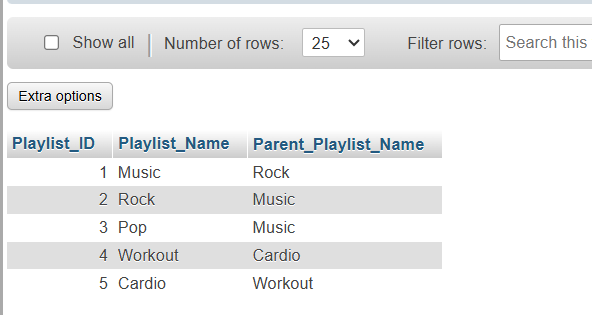 Show all Number of rows: 25 Filter rows: Search this
Extra options
Playlist_ID Playlist_Name Parent_Playlist_Name
1 Music Rock
2 Rock Music
3 Pop Music
4 Workout Cardio
5 Cardio Workout